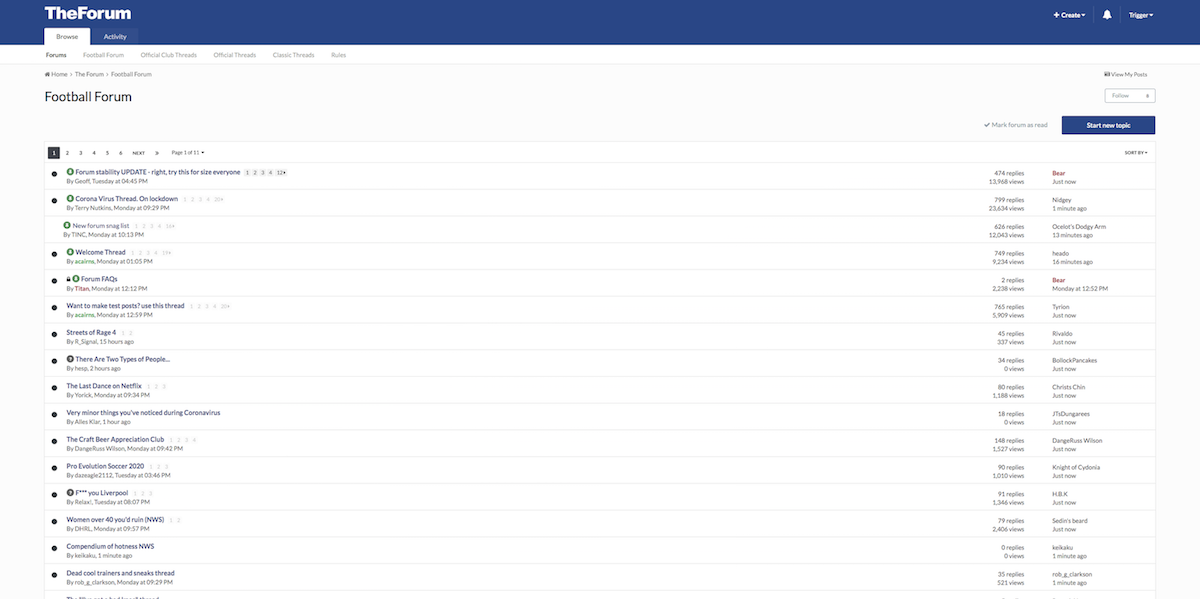 TheForum
+ Create
Trigger
Browse
Activity
Forums Football Forum Official Club Threads Official Threads Classic Threads Rules
Home › The Forum › Football Forum
View My Posts
Football Forum
Follow
Mark forum as read
Start new topic
1 2 3 4 5 6 NEXT » Page 1 of 11
SORT BY
Forum stability UPDATE - right, try this for size everyone 1 2 3 4 12
474 replies
Bear
By Geoff, Tuesday at 04:45 PM
13,968 views
Just now
Corona Virus Thread. On lockdown 1 2 3 4 20
799 replies
Nidgey
By Terry Nutkins, Monday at 09:29 PM
23,634 views
1 minute ago
New forum snag list 1 2 3 4 16
626 replies
Ocelot's Dodgy Arm
By TINC, Monday at 10:13 PM
12,043 views
13 minutes ago
Welcome Thread 1 2 3 4 19
749 replies
heado
By acairns, Monday at 01:05 PM
9,234 views
16 minutes ago
Forum FAQs
2 replies
Bear
By Titan, Monday at 12:12 PM
2,238 views
Monday at 12:52 PM
Want to make test posts? use this thread 1 2 3 4 20
765 replies
Tyrion
By acairns, Monday at 12:59 PM
5,909 views
Just now
Streets of Rage 4 1 2
45 replies
Rivaldo
By R_Signal, 15 hours ago
337 views
Just now
There Are Two Types of People...
34 replies
BollockPancakes
By hesp, 2 hours ago
0 views
Just now
The Last Dance on Netflix 1 2 3
80 replies
Christs Chin
By Yorick, Monday at 09:34 PM
1,188 views
Just now
Very minor things you've noticed during Coronavirus
18 replies
JTsDungarees
By Alies Klar, 1 hour ago
0 views
Just now
The Craft Beer Appreciation Club 1 2 3 4
148 replies
DangeRuss Wilson
By DangeRuss Wilson, Monday at 09:42 PM
1,527 views
Just now
Pro Evolution Soccer 2020 1 2 3
90 replies
Knight of Cydonia
By dazeagle2112, Tuesday at 03:46 PM
1,010 views
Just now
F*** you Liverpool 1 2 3
91 replies
H.B.K
By Relax!, Tuesday at 08:07 PM
1,346 views
Just now
Women over 40 you'd ruin (NWS) 1 2
79 replies
Sedin's beard
By DHRL, Monday at 09:57 PM
2,406 views
Just now
Compendium of hotness NWS
0 replies
keikaku
By keikaku, 1 minute ago
0 views
1 minute ago
Dead cool trainers and sneaks thread
35 replies
rob_g_clarkson
By rob_g_clarkson, Monday at 09:29 PM
521 views
1 minute ago